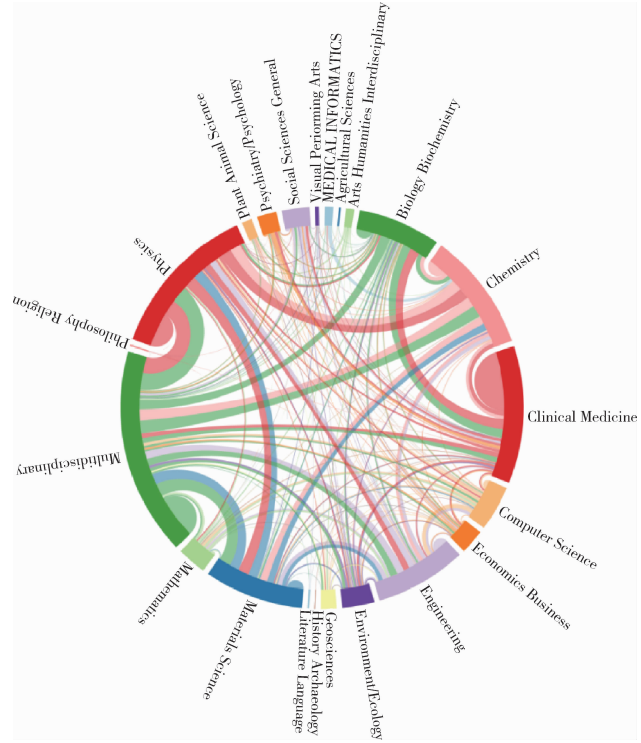 Plant Animal Science
Psychiatry/Psychology
Social Sciences General
Visual Periorming Arts
MEDICAL INFORMATICS
Agricultural Sciences
Arts Humanities Interdisciplinary
Biology Biochemistry
Chemistry
Clinical Medicine
Computer Science
Economics Business
Engineering
Environment/Ecology
Geosciences
History Archaeology
Literature Language
Materials Science
Mathematics
Multidisciplinary
Philosophy Religion
Physics